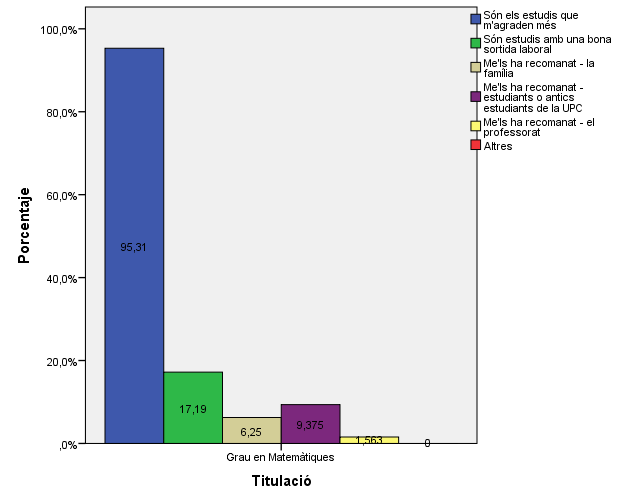 100,0%
80,0%
60,0%
40,0%
20,0%
,0%
Porcentaje
95,31
17,19
6,25
9,375
1,563
0
Grau en Matemàtiques
Titulació
Són els estudis que
m'agraden més
Són estudis amb una bona
sortida laboral
Me'ls ha recomanat - la
família
Me'ls ha recomanat -
estudiants o antics
estudiants de la UPC
Me'ls ha recomanat - el
professorat
Altres